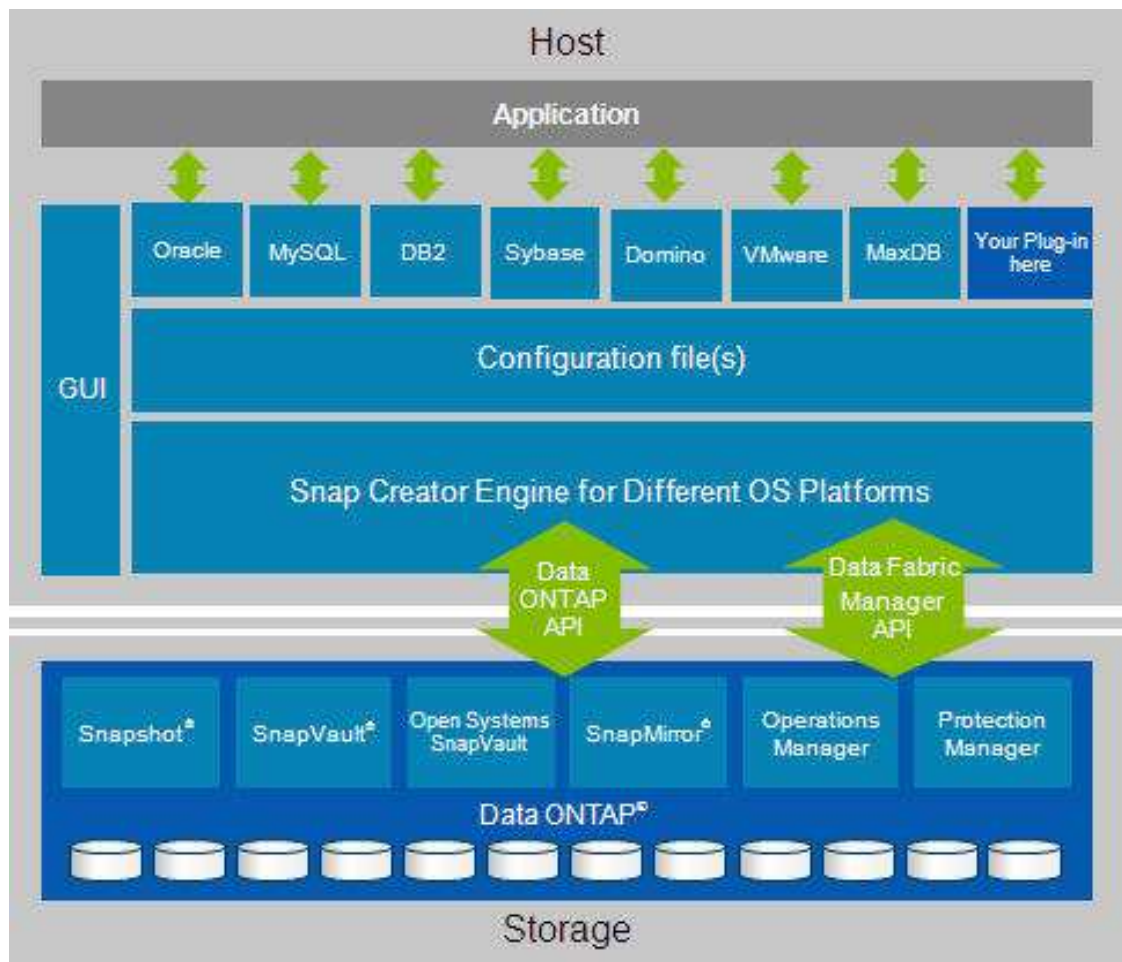 Host
Application
Oracle
MySQL
DB2
Sybase
Domino
VMware
MaxDB
Your Plug-in
here
GUI
Configuration file(s)
Snap Creator Engine for Different OS Platforms
Data
ONTAP
API
Data Fabric
Manager
API
Snapshot®
SnapVault®
Open Systems
SnapVault
SnapMirror®
Operations
Manager
Protection
Manager
Data ONTAP®
Storage